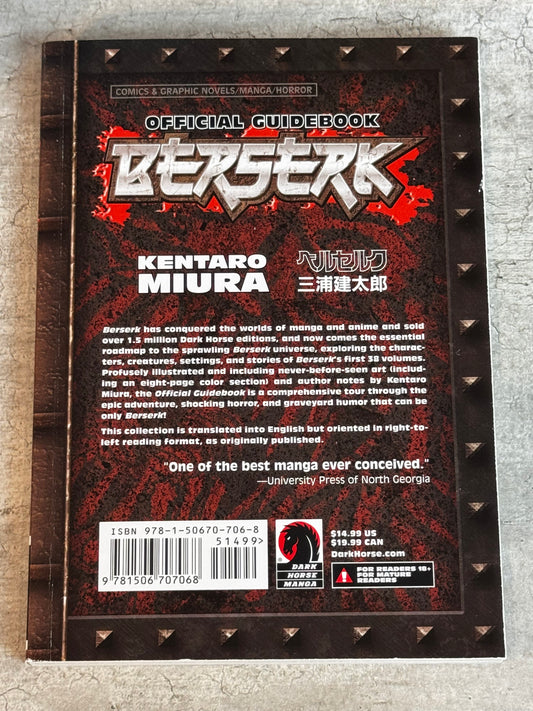 COMICS & GRAPHIC NOVELS/MANGA/HORROR
OFFICIAL GUIDEBOOK
BERSERK
KENTARO
MIURA
ベルセルク
三浦建太郎
Berserk has conquered the worlds of manga and anime and sold
over 1.5 million Dark Horse editions, and now comes the essential
roadmap to the sprawling Berserk universe, exploring the charac-
ters, creatures, settings, and stories of Berserk's first 38 volumes.
Profusely illustrated and including never-before-seen art (includ-
ing an eight-page color section) and author notes by Kentaro
Miura, the Official Guidebook is a comprehensive tour through the
epic adventure, shocking horror, and graveyard humor that can be
only Berserk!
This collection is translated into English but oriented in right-to-
left reading format, as originally published.
"One of the best manga ever conceived."
—University Press of North Georgia
ISBN 978-1-50670-706-8
51499>
9 781506 707068
DARK
HORSE
MANGA
$14.99 US
$19.99 CAN
DarkHorse.com
FOR READERS 18+
FOR MATURE
READERS